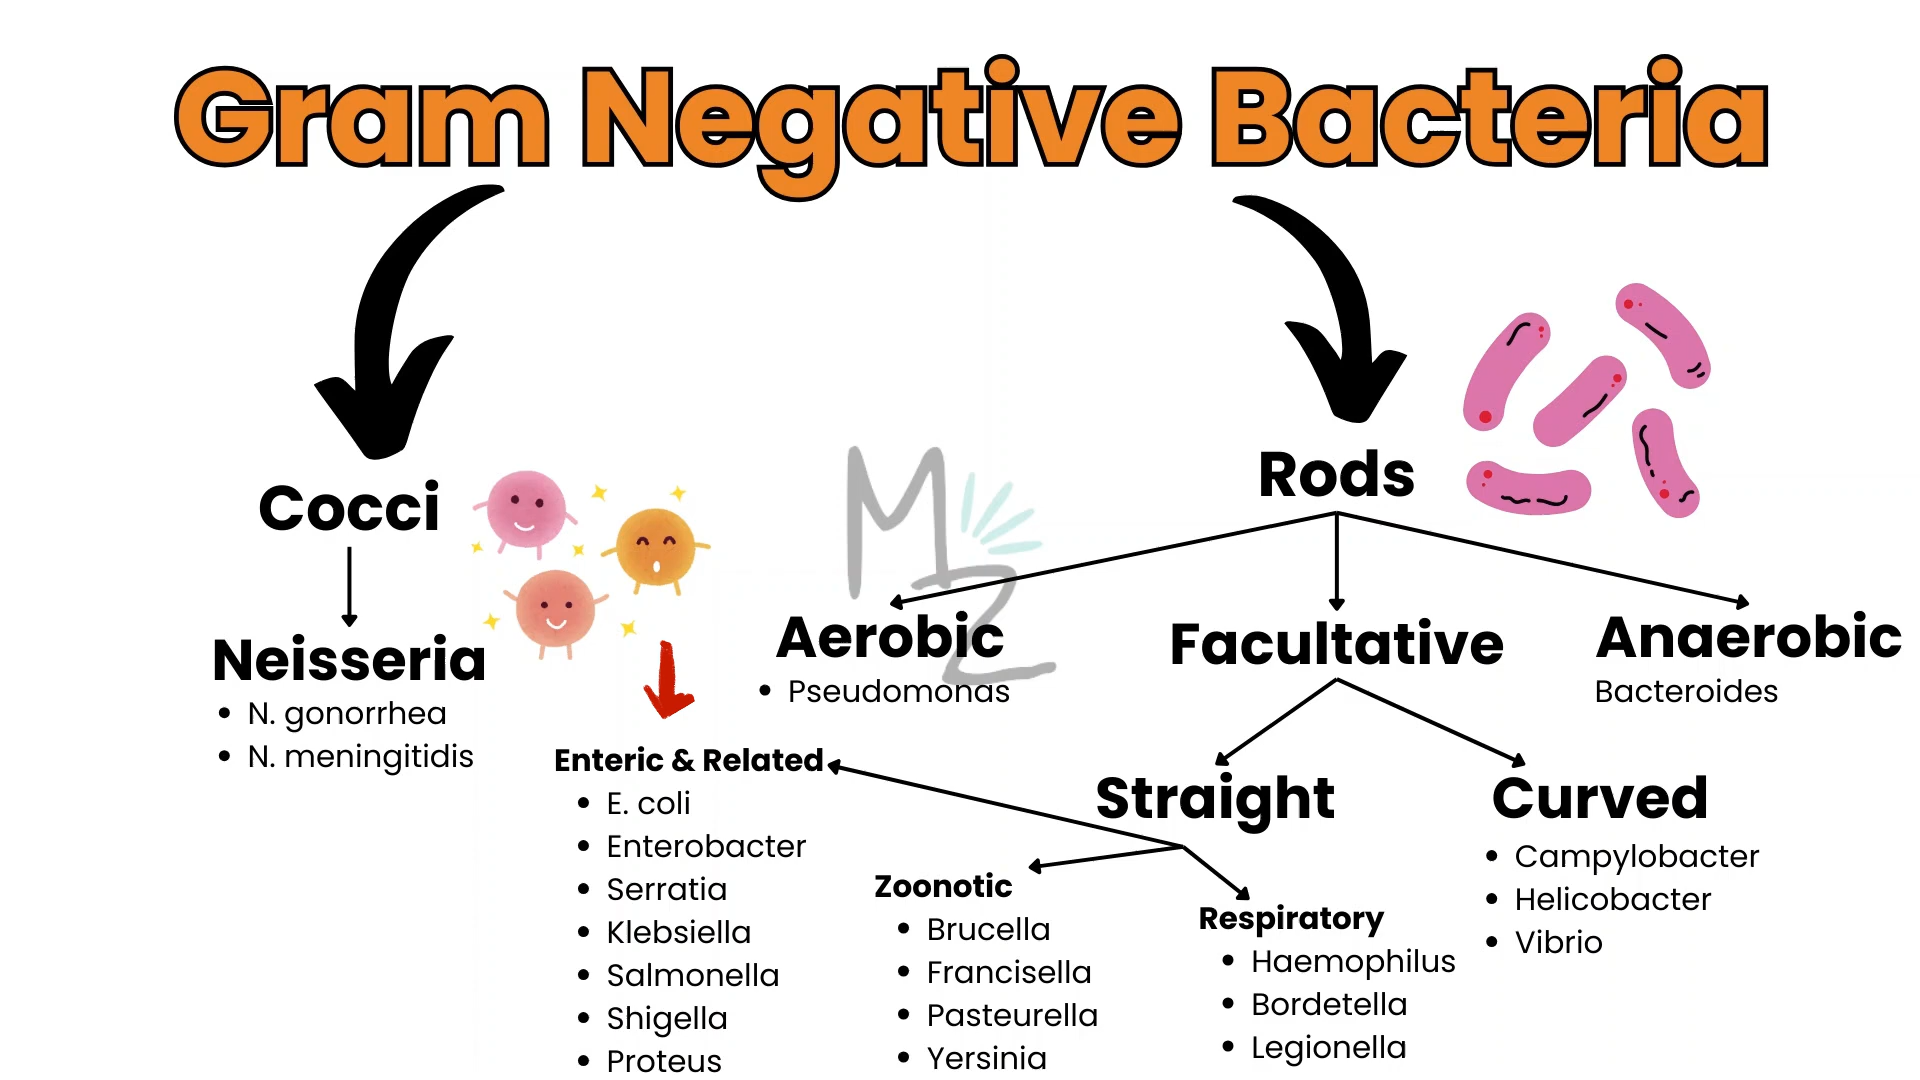 Gram Negative Bacteria
Cocci
Neisseria
N. gonorrhea
N. meningitidis
Rods
Aerobic
Pseudomonas
Facultative
Anaerobic
Bacteroides
Straight
Curved
Campylobacter
Helicobacter
Vibrio
Enteric & Related
E. coli
Enterobacter
Serratia
Klebsiella
Salmonella
Shigella
Proteus
Zoonotic
Brucella
Francisella
Pasteurella
Yersinia
Respiratory
Haemophilus
Bordetella
Legionella
MZ